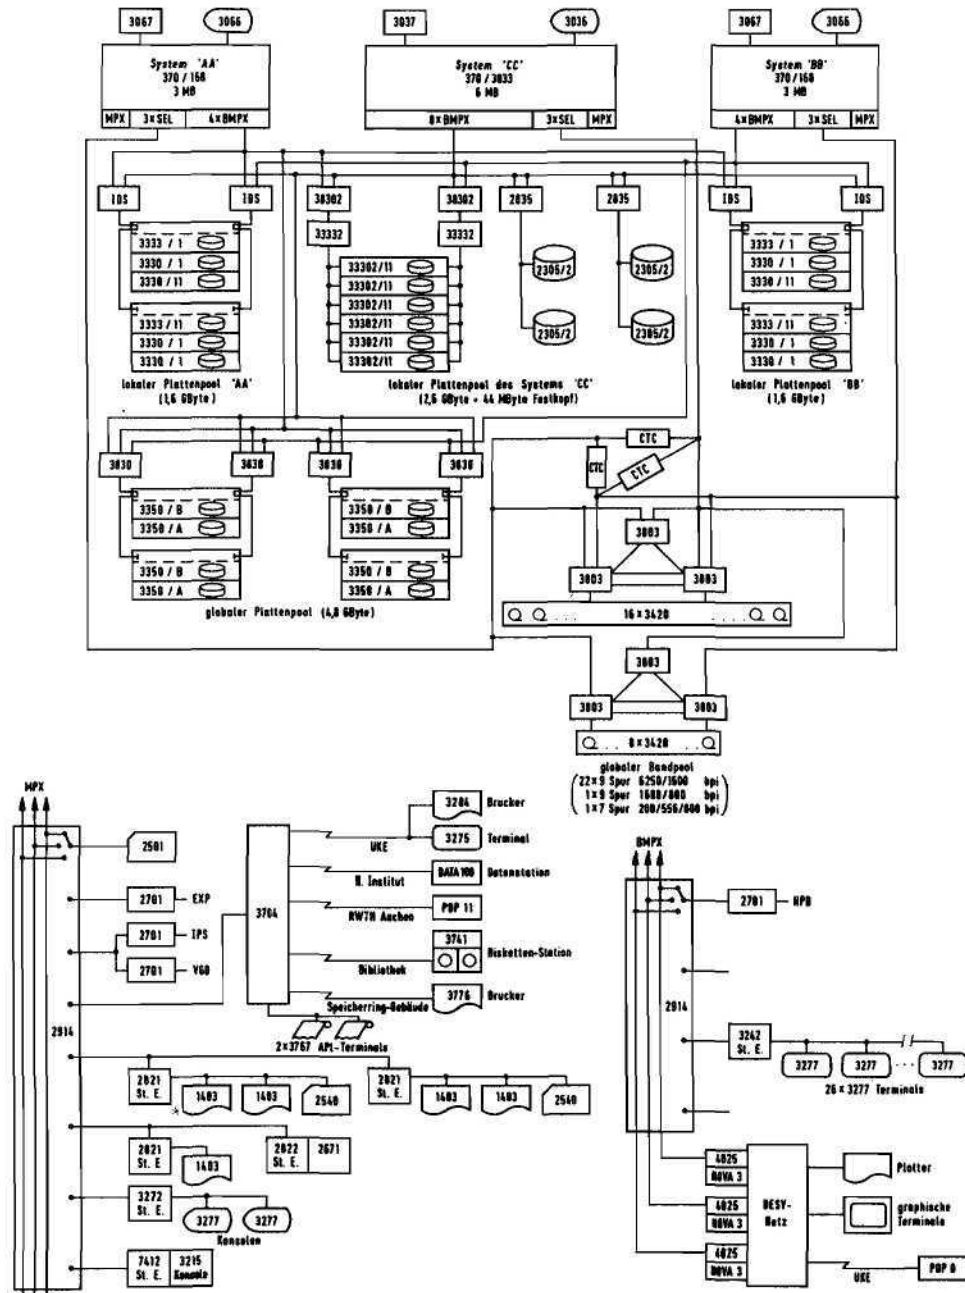 3067
3066
3037
3036
3067
3066
System 'AA'
370 / 168
3 MB
MPX
3×SEL
4×BMPX
System 'CC'
370 / 3033
6 MB
8×BMPX
3×SEL
MPX
System 'BB'
370 / 168
3 MB
4×BMPX
3×SEL
MPX
IDS
IDS
38302
38302
2835
2835
IDS
IDS
33332
33332
3333 / 1
3330 / 1
3330 / 11
3333 / 11
3330 / 1
3330 / 1
33302/11
33302/11
33302/11
33302/11
33302/11
33302/11
2305/2
2305/2
2305/2
2305/2
3333 / 1
3330 / 1
3330 / 11
3333 / 11
3330 / 1
3330 / 1
lokaler Plattenpool 'AA'
(1,6 GByte)
lokaler Plattenpool des Systems 'CC'
(2,6 GByte + 44 MByte Festkopf)
lokaler Plattenpool 'BB'
(1,6 GByte)
3830
3830
3830
3830
3350 / B
3350 / A
3350 / B
3350 / A
3350 / B
3350 / A
3350 / B
3350 / A
globaler Plattenpool (4,8 GByte)
CTC
CTC
CTC
3803
3803
3803
... 16×3420 ...
3803
3803
3803
... 8×3420 ...
globaler Bandpool
(22×9 Spur 6250/1600 bpi
1×9 Spur 1600/800 bpi
1×7 Spur 200/556/800 bpi)
MPX
2914
2501
2701
EXP
2701
IPS
2701
VGO
3704
UKE
3284
Drucker
3275
Terminal
II. Institut
DATA 100
Datenstation
RWTH Aachen
PDP 11
Bibliothek
3741
Disketten-Station
Speicherring-Gebäude
3776
Drucker
2×3767 APL-Terminals
2821
St. E.
1403
1403
2540
2821
St. E.
1403
1403
2540
2821
St. E
1403
2822
St. E.
2671
3272
St. E.
3277
3277
Konsolen
7412
St. E.
3215
Konsole
BMPX
2914
2701
HPD
3242
St. E.
3277
3277
...
3277
26 × 3277 Terminals
4025
NOVA 3
4025
NOVA 3
4025
NOVA 3
DESY-
Netz
Plotter
graphische
Terminals
UKE
PDP 8